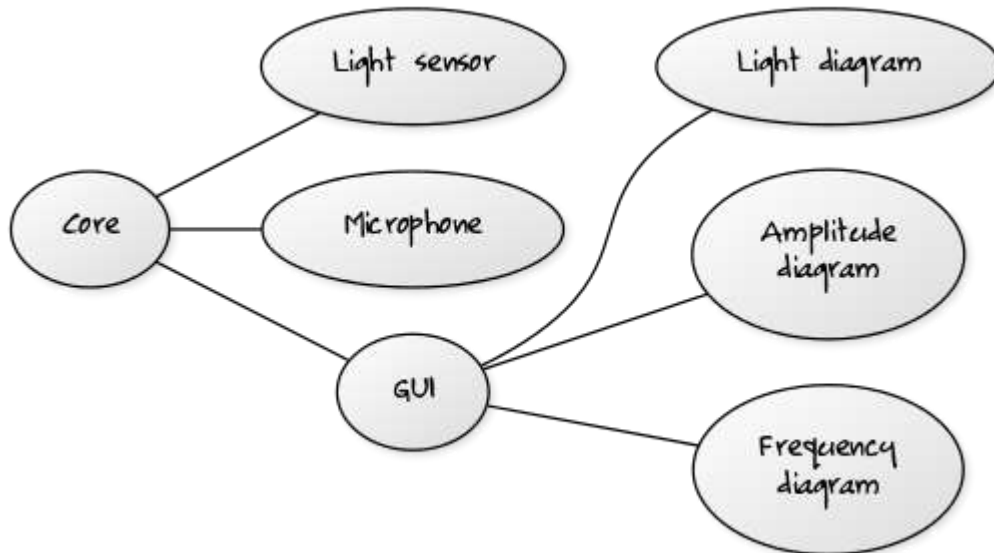 Light sensor
Light diagram
Core
Microphone
Amplitude
diagram
GUI
Frequency
diagram